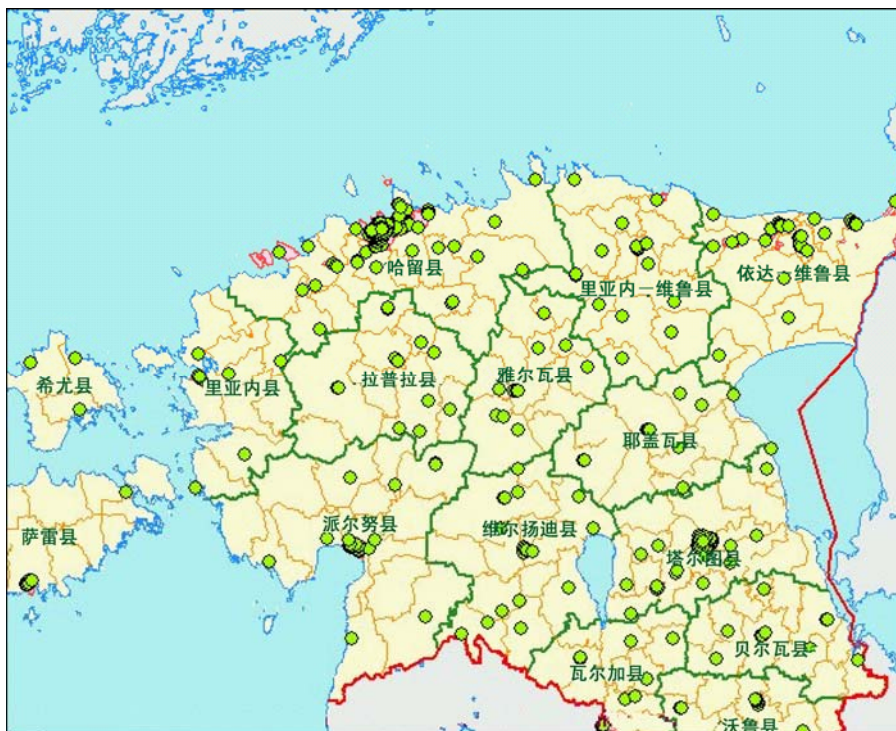 哈留县
依达一维鲁县
里亚内一维鲁县
希尤县
里亚内县
拉普拉县
雅尔瓦县
耶盖瓦县
萨雷县
派尔努县
维尔扬迪县
塔尔图县
贝尔瓦县
瓦尔加县
沃鲁县